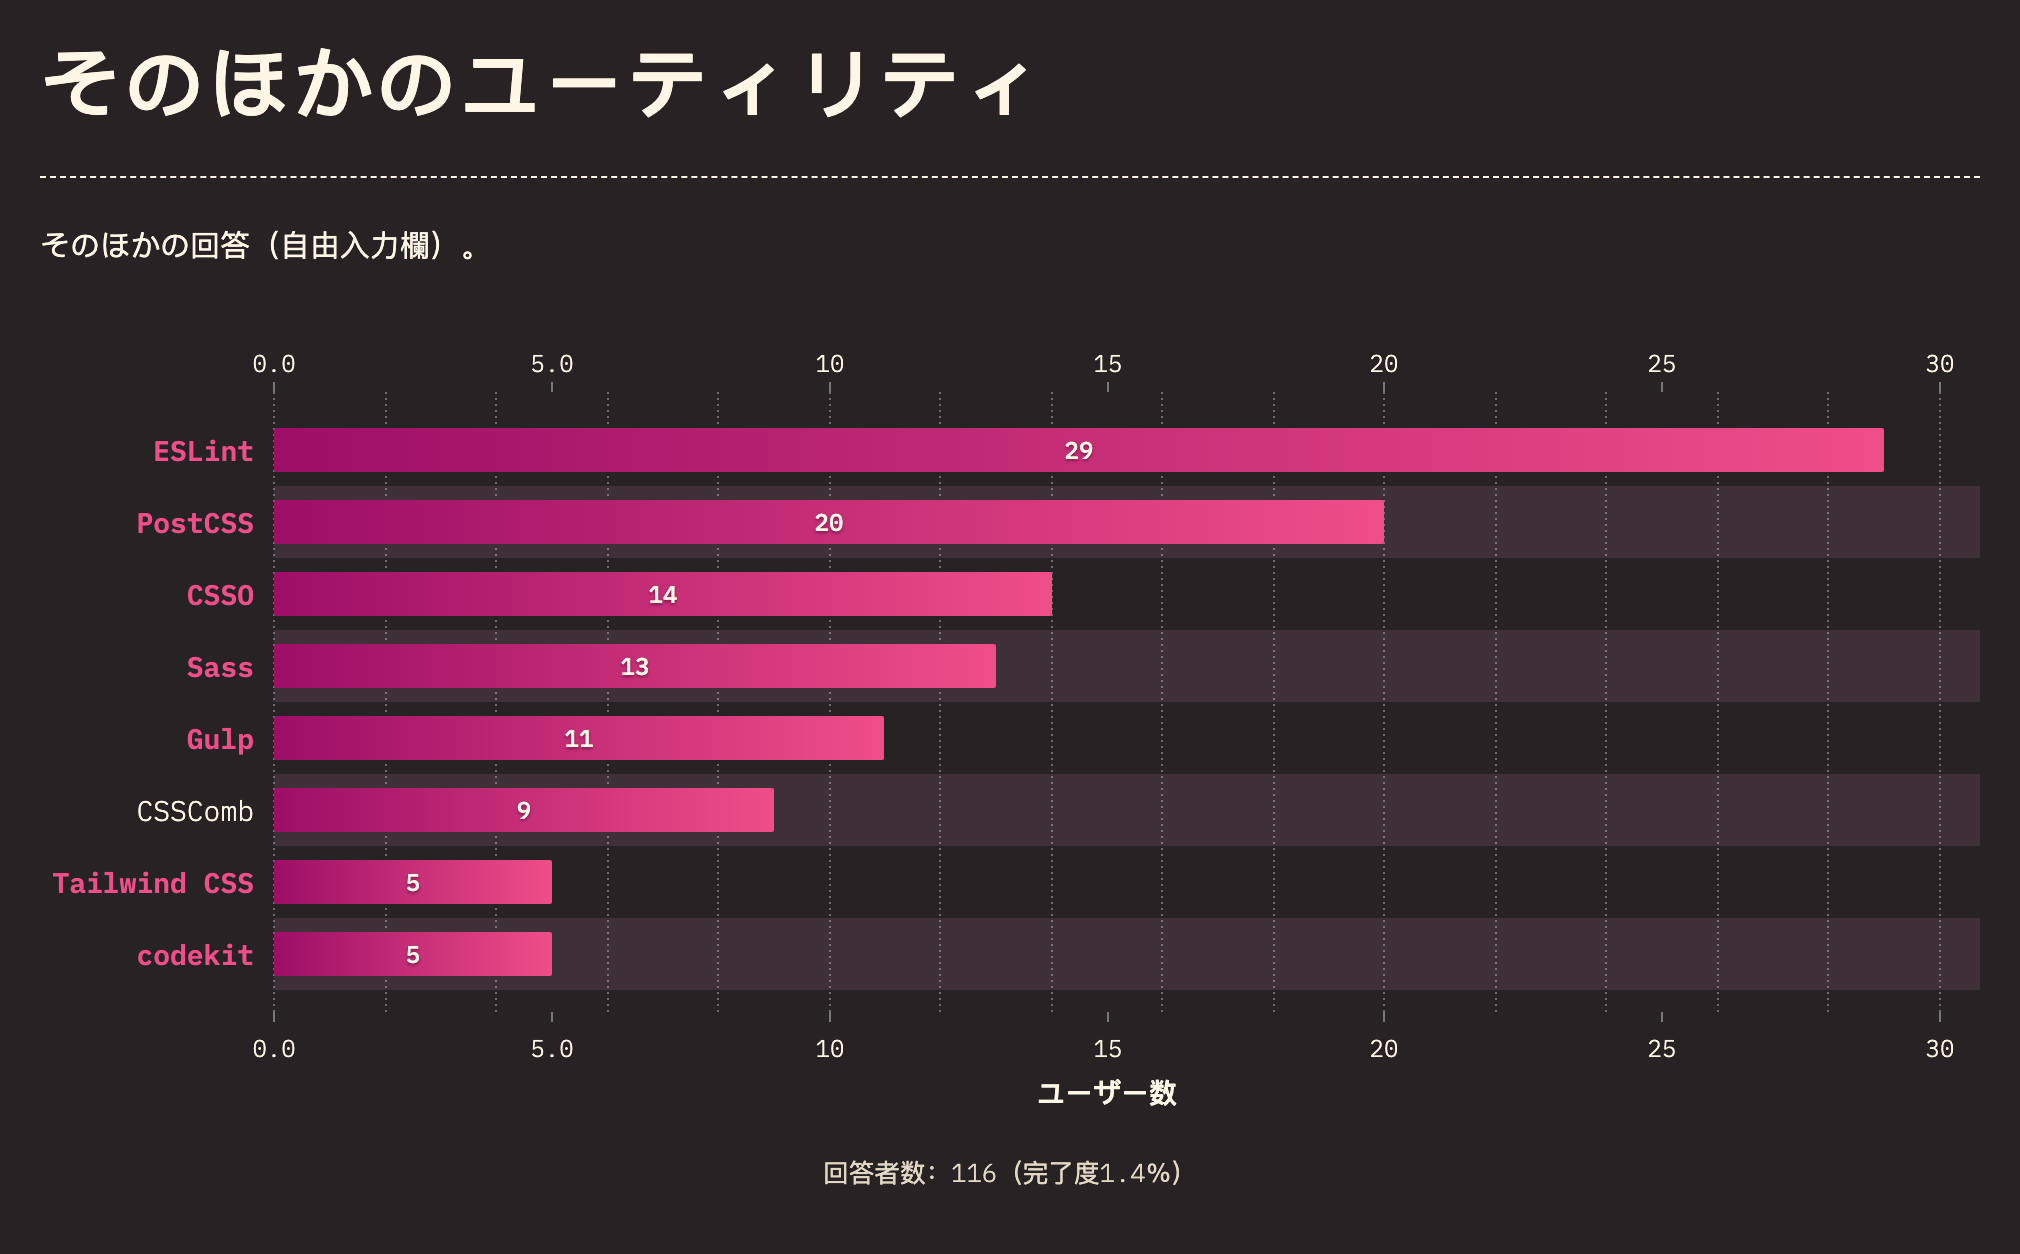 そのほかのユーティリティ
そのほかの回答（自由入力欄）。
0.0 5.0 10 15 20 25 30
ESLint 29
PostCSS 20
CSSO 14
Sass 13
Gulp 11
CSSComb 9
Tailwind CSS 5
codekit 5
0.0 5.0 10 15 20 25 30
ユーザー数
回答者数：116（完了度1.4%）